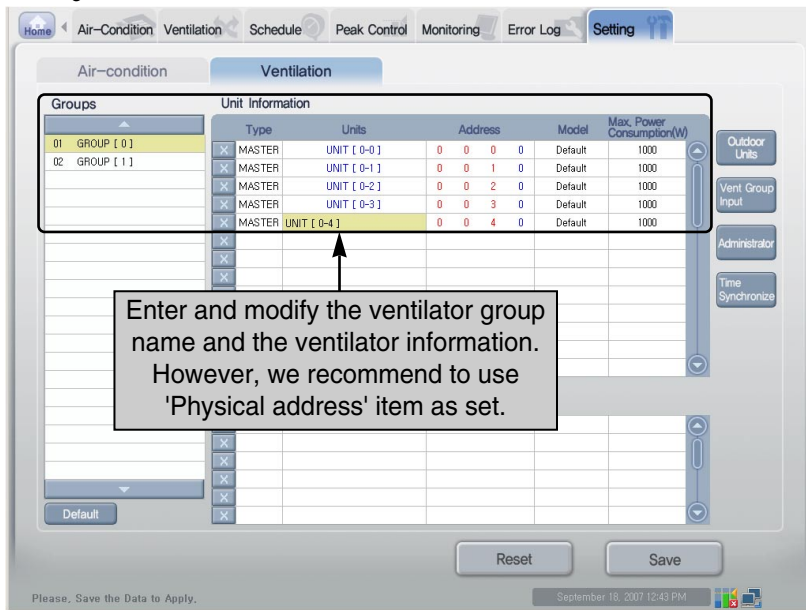 Home Air-Condition Ventilation Schedule Peak Control Monitoring Error Log Setting
Air-condition Ventilation
Groups Unit Information
Type Units Address Model Max. Power Consumption(W)
01 GROUP [ 0 ]
02 GROUP [ 1 ]
MASTER UNIT [ 0-0 ] 0 0 0 0 Default 1000
MASTER UNIT [ 0-1 ] 0 0 1 0 Default 1000
MASTER UNIT [ 0-2 ] 0 0 2 0 Default 1000
MASTER UNIT [ 0-3 ] 0 0 3 0 Default 1000
MASTER UNIT [ 0-4 ] 0 0 4 0 Default 1000
Outdoor
Units
Vent Group
Input
Administrator
Time
Synchronize
Enter and modify the ventilator group
name and the ventilator information.
However, we recommend to use
'Physical address' item as set.
Default
Reset Save
Please, Save the Data to Apply.
September 18, 2007 12:43 PM